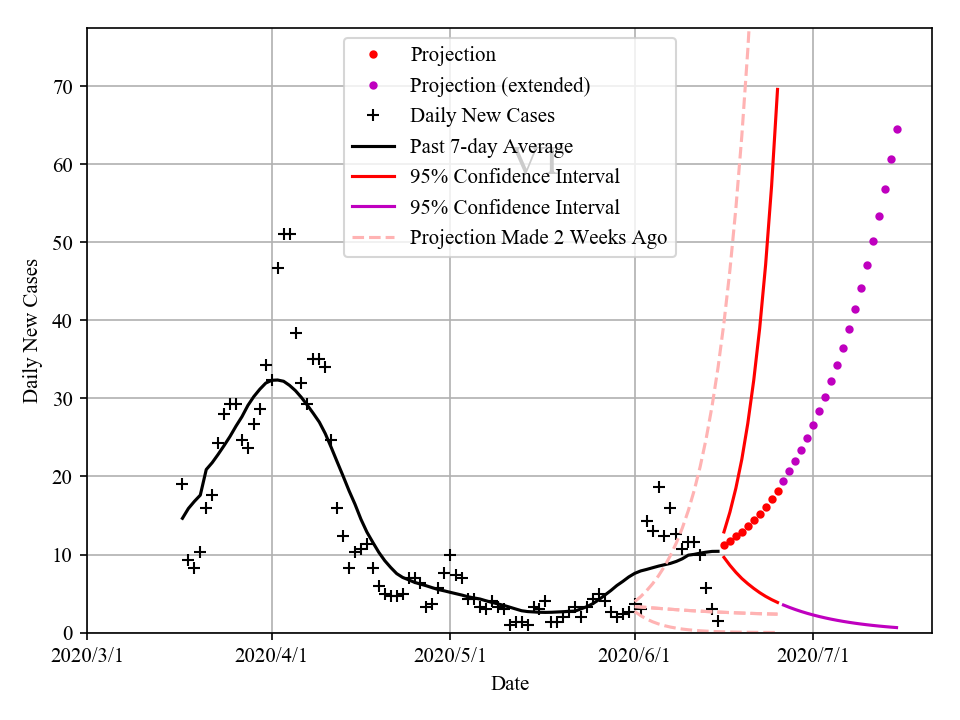 70
60
50
40
30
20
10
0
Daily New Cases
Projection
Projection (extended)
Daily New Cases
Past 7-day Average
95% Confidence Interval
95% Confidence Interval
Projection Made 2 Weeks Ago
VT
2020/3/1
2020/4/1
2020/5/1
2020/6/1
2020/7/1
Date